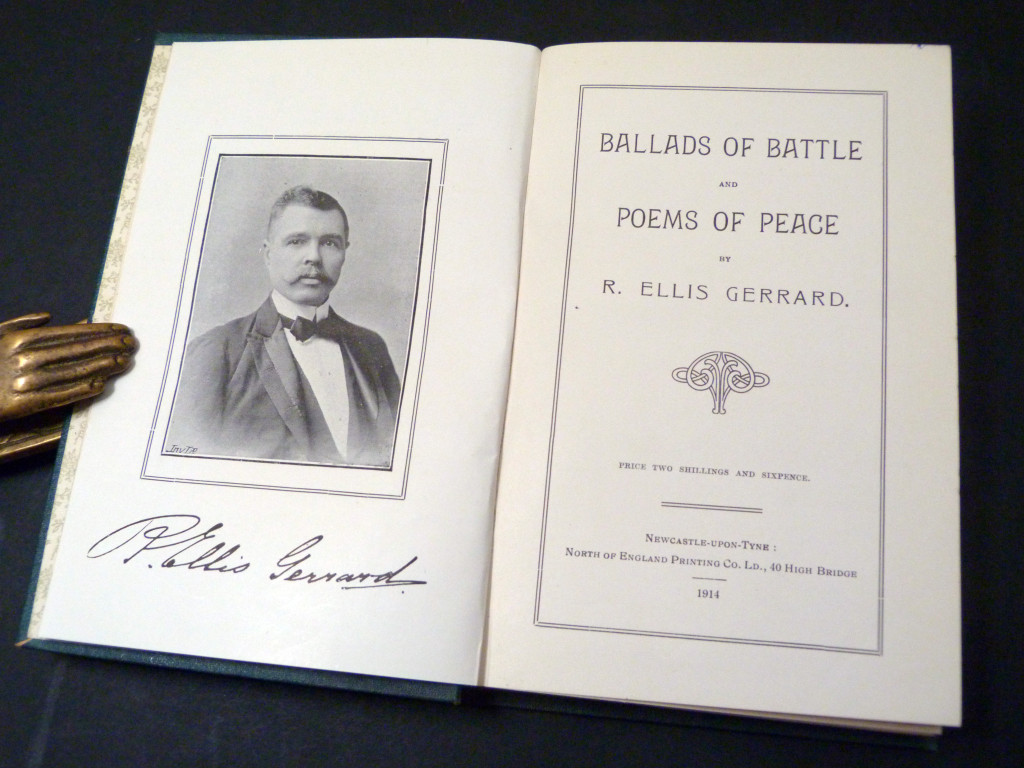 R. Ellis Gerrard.
BALLADS OF BATTLE
AND
POEMS OF PEACE
BY
R. ELLIS GERRARD.
PRICE TWO SHILLINGS AND SIXPENCE.
NEWCASTLE-UPON-TYNE :
NORTH OF ENGLAND PRINTING CO. LD., 40 HIGH BRIDGE
1914